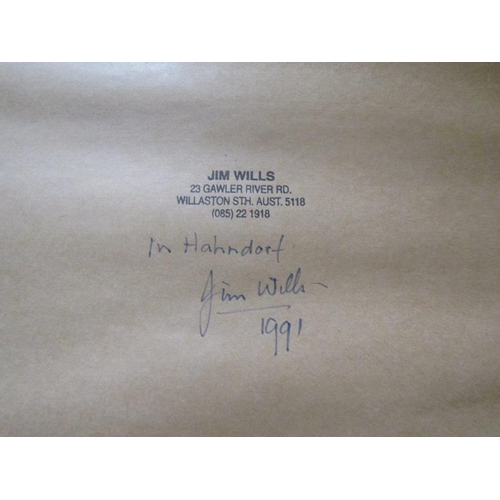 JIM WILLS
23 GAWLER RIVER RD.
WILLASTON STH. AUST. 5118
(085) 22 1918
In Hahndorf.
Jim Wills
1991